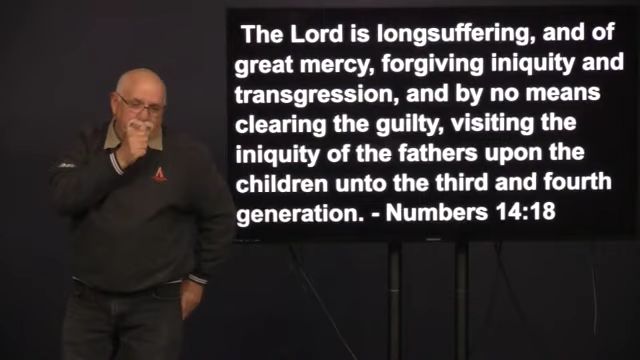 The Lord is longsuffering, and of
great mercy, forgiving iniquity and
transgression, and by no means
clearing the guilty, visiting the
iniquity of the fathers upon the
children unto the third and fourth
generation. - Numbers 14:18